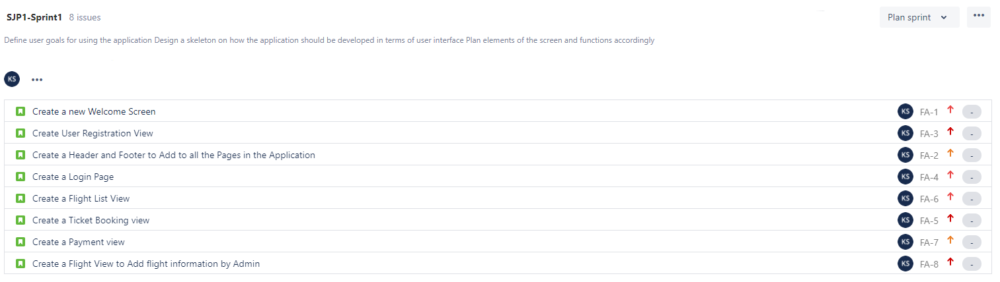 SJP1-Sprint1 8 issues Plan sprint •••
Define user goals for using the application Design a skeleton on how the application should be developed in terms of user interface Plan elements of the screen and functions accordingly
KS •••
Create a new Welcome Screen KS FA-1 -
Create User Registration View KS FA-3 -
Create a Header and Footer to Add to all the Pages in the Application KS FA-2 -
Create a Login Page KS FA-4 -
Create a Flight List View KS FA-6 -
Create a Ticket Booking view KS FA-5 -
Create a Payment view KS FA-7 -
Create a Flight View to Add flight information by Admin KS FA-8 -